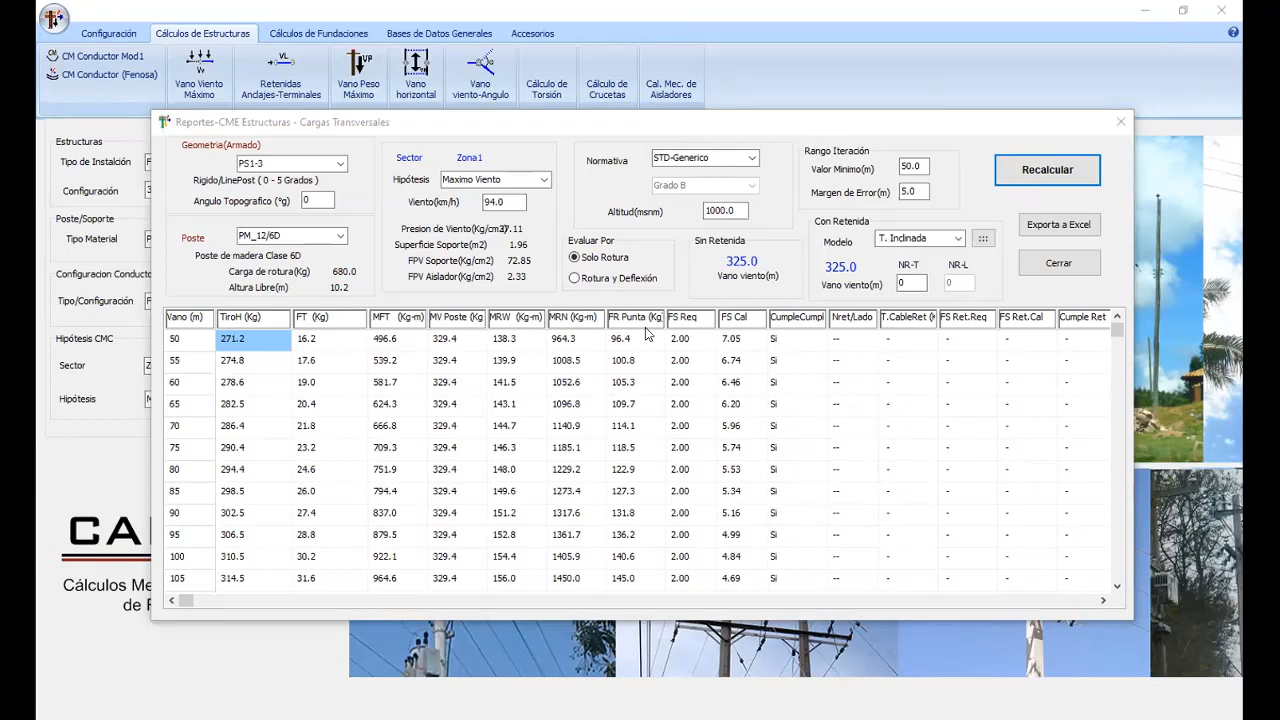 Configuración Cálculos de Estructuras Cálculos de Fundaciones Bases de Datos Generales Accesorios
CM Conductor Mod1
CM Conductor (Fenosa)
Vano Viento
Máximo
Retenidas
Anclajes-Terminales
Vano Peso
Máximo
Vano
horizontal
Vano
viento-Angulo
Cálculo de
Torsión
Cálculo de
Crucetas
Cal. Mec. de
Aisladores
Estructuras
Tipo de Instalción
Configuración
Poste/Soporte
Tipo Material
Configuracion Conducto
Tipo/Configuración
Hipótesis CMC
Sector
Hipótesis
Reportes-CME Estructuras - Cargas Transversales
Geometria(Armado)
PS1-3
Rigido/LinePost ( 0 - 5 Grados )
Angulo Topografico (°g) 0
Poste PM_12/6D
Poste de madera Clase 6D
Carga de rotura(Kg) 680.0
Altura Libre(m) 10.2
Sector Zona1
Hipótesis Maximo Viento
Viento(km/h) 94.0
Presion de Viento(Kg/cm2
Superficie Soporte(m2) 1.96
FPV Soporte(Kg/cm2) 72.85
FPV Aislador(Kg/cm2) 2.33
Normativa STD-Generico
Grado B
Altitud(msnm) 1000.0
Evaluar Por
Solo Rotura
Rotura y Deflexión
Sin Retenida
325.0
Vano viento(m)
Rango Iteración
Valor Minimo(m) 50.0
Margen de Error(m) 5.0
Con Retenida
Modelo T. Inclinada
325.0 NR-T NR-L
Vano viento(m) 0 0
Recalcular
Exporta a Excel
Cerrar
Vano (m) TiroH (Kg) FT (Kg) MFT (Kg-m) MV Poste (Kg MRW (Kg-m) MRN (Kg-m) FR Punta (Kg FS Req FS Cal CumpleCumpl Nret/Lado T.CableRet (K FS Ret.Req FS Ret.Cal Cumple Ret
50 271.2 16.2 496.6 329.4 138.3 964.3 96.4 2.00 7.05 Si -- - - - -
55 274.8 17.6 539.2 329.4 139.9 1008.5 100.8 2.00 6.74 Si -- - - - -
60 278.6 19.0 581.7 329.4 141.5 1052.6 105.3 2.00 6.46 Si -- - - - -
65 282.5 20.4 624.3 329.4 143.1 1096.8 109.7 2.00 6.20 Si -- - - - -
70 286.4 21.8 666.8 329.4 144.7 1140.9 114.1 2.00 5.96 Si -- - - - -
75 290.4 23.2 709.3 329.4 146.3 1185.1 118.5 2.00 5.74 Si -- - - - -
80 294.4 24.6 751.9 329.4 148.0 1229.2 122.9 2.00 5.53 Si -- - - - -
85 298.5 26.0 794.4 329.4 149.6 1273.4 127.3 2.00 5.34 Si -- - - - -
90 302.5 27.4 837.0 329.4 151.2 1317.6 131.8 2.00 5.16 Si -- - - - -
95 306.5 28.8 879.5 329.4 152.8 1361.7 136.2 2.00 4.99 Si -- - - - -
100 310.5 30.2 922.1 329.4 154.4 1405.9 140.6 2.00 4.84 Si -- - - - -
105 314.5 31.6 964.6 329.4 156.0 1450.0 145.0 2.00 4.69 Si -- - - - -
CA
Cálculos Me
de F